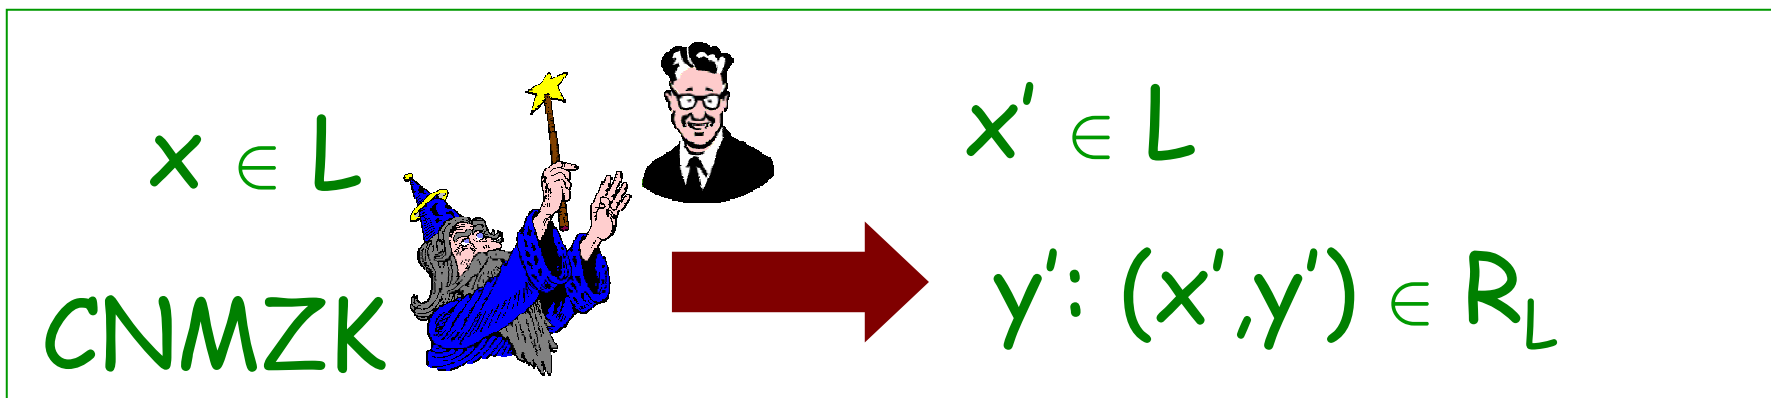 x ∈ L
CNMZK
x' ∈ L
y': (x',y') ∈ R_L